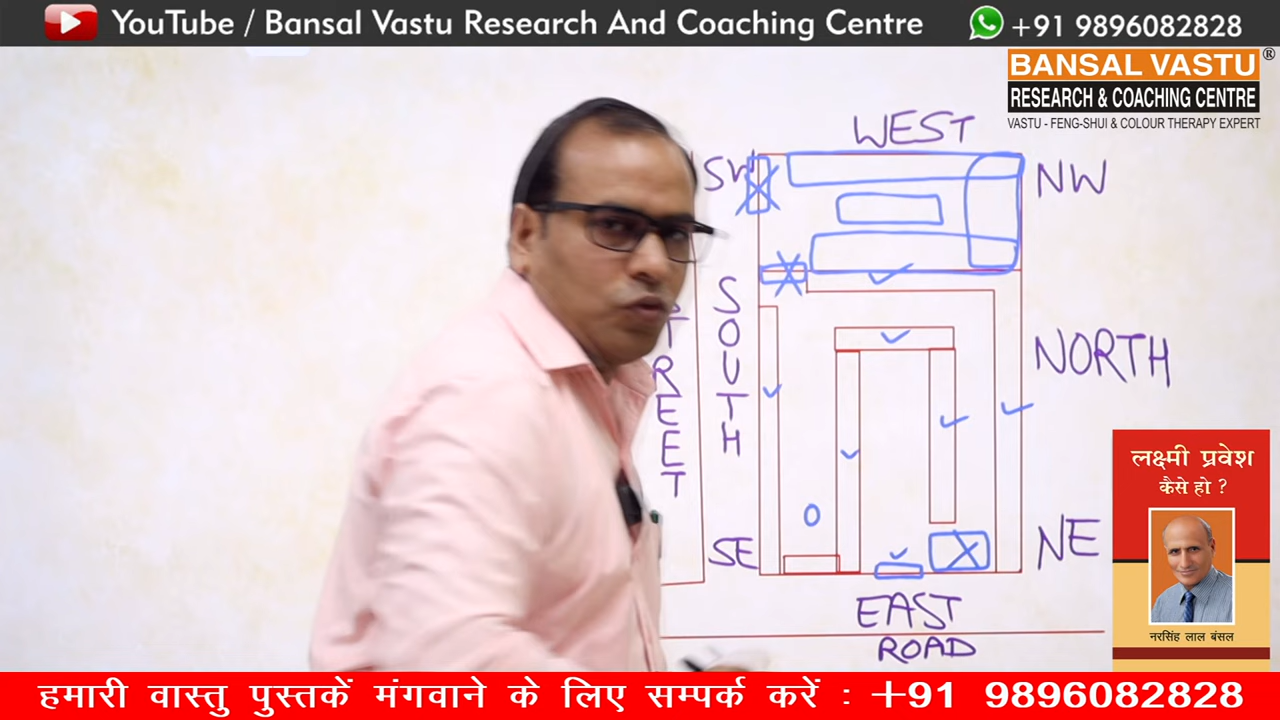 YouTube / Bansal Vastu Research And Coaching Centre
+91 9896082828
BANSAL VASTU®
RESEARCH & COACHING CENTRE
VASTU - FENG-SHUI & COLOUR THERAPY EXPERT
WEST
SW
NW
SOUTH
TREET
NORTH
SE
NE
EAST
ROAD
लक्ष्मी प्रवेश
कैसे हो ?
नरसिंह लाल बंसल
हमारी वास्तु पुस्तकें मंगवाने के लिए सम्पर्क करें : +91 9896082828